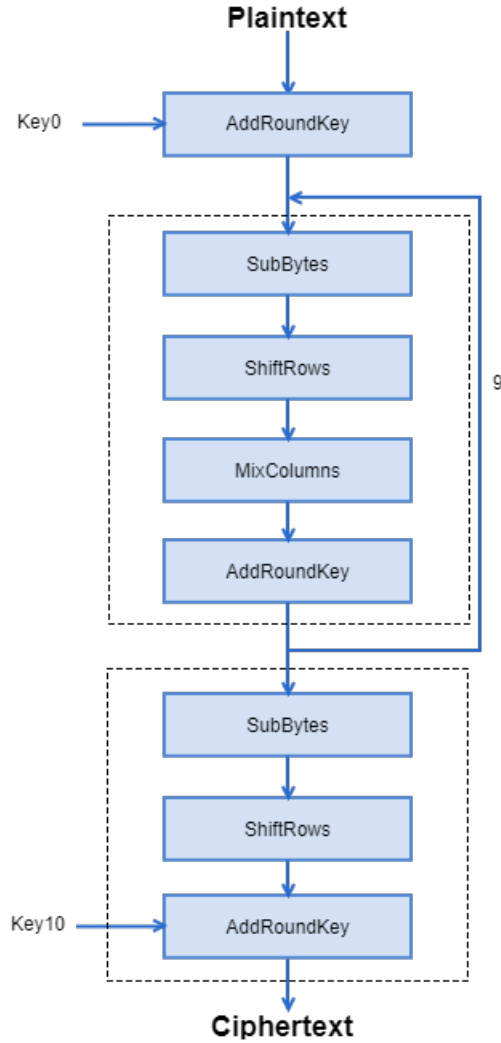 Plaintext
Key0
AddRoundKey
SubBytes
ShiftRows
9
MixColumns
AddRoundKey
SubBytes
ShiftRows
Key10
AddRoundKey
Ciphertext